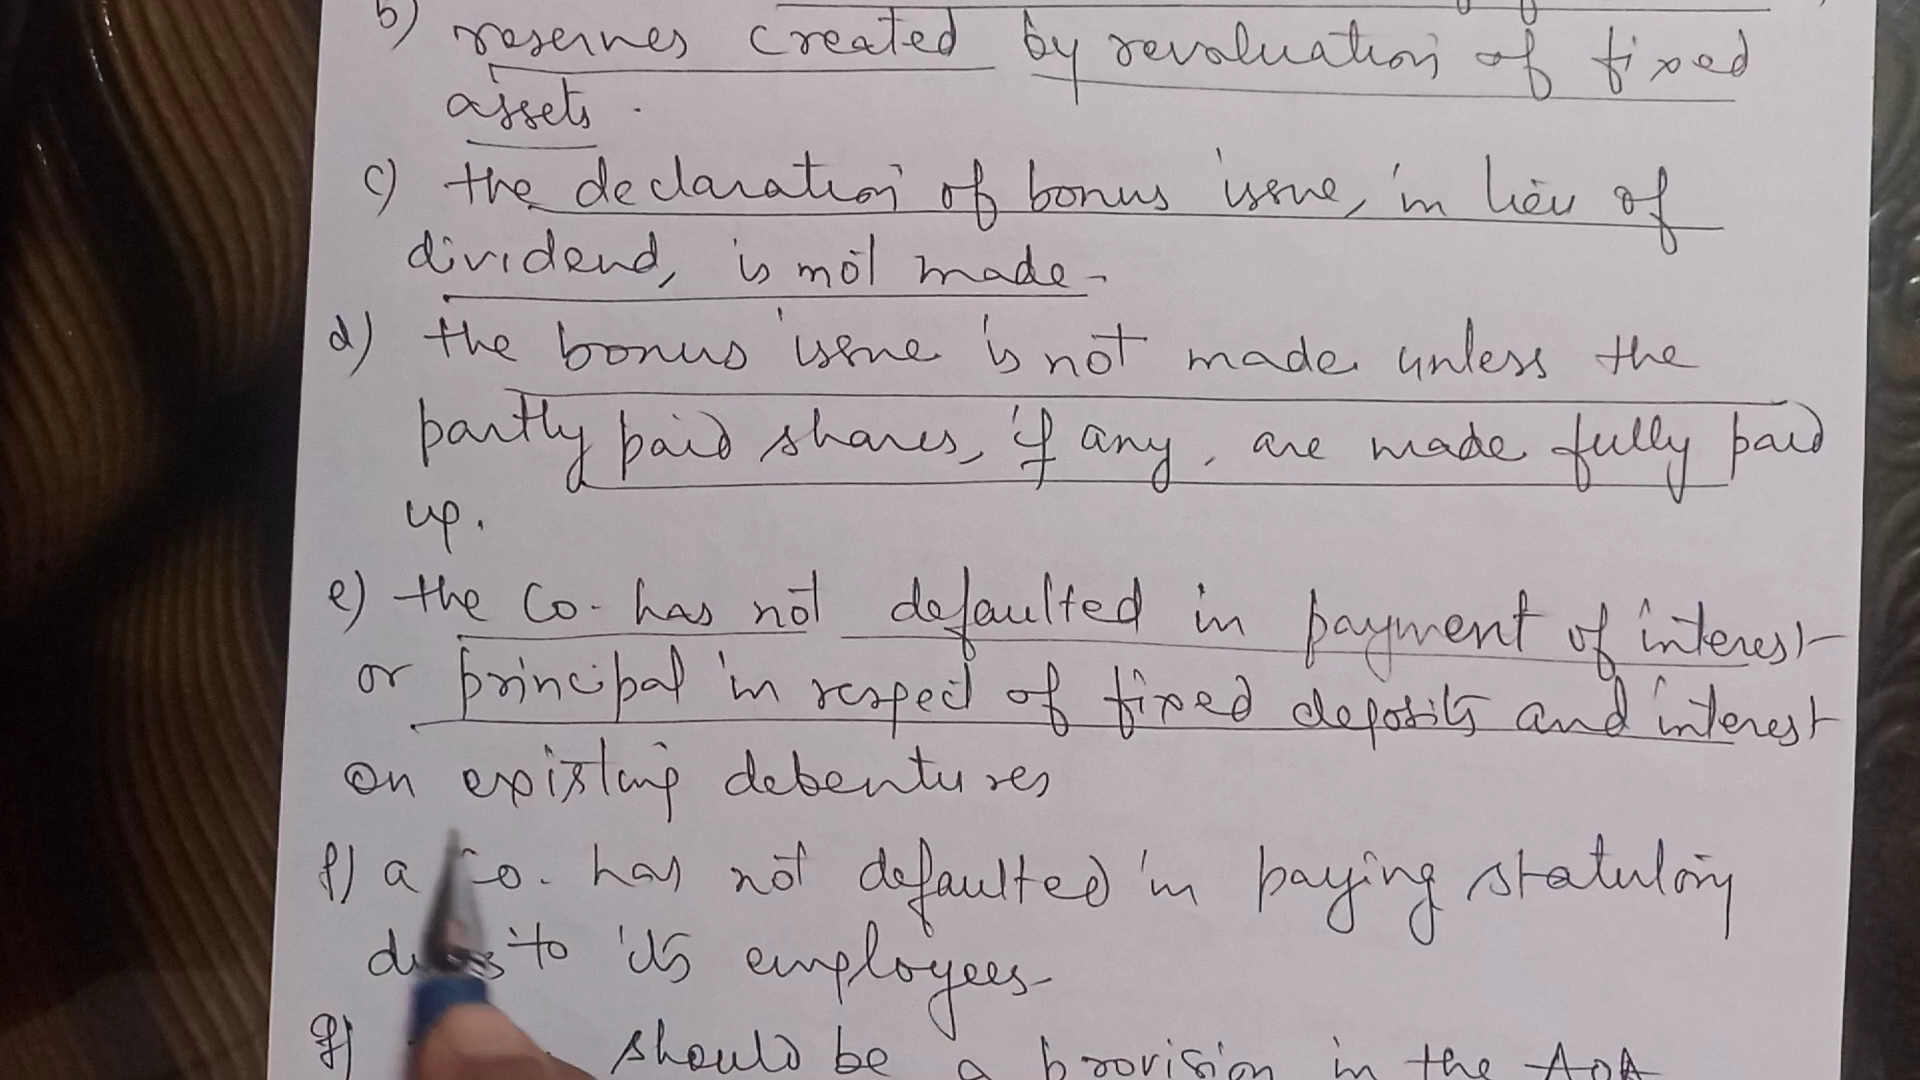 b) reserves created by revaluation of fixed
assets.
c) the declaration of bonus issue, in lieu of
dividend, is not made.
d) the bonus issue is not made unless the
partly paid shares, if any, are made fully paid
up.
e) the Co. has not defaulted in payment of interest
or principal in respect of fixed deposits and interest
on existing debentures
f) a Co. has not defaulted in paying statutory
dues to its employees
g) should be a provision in the AOA